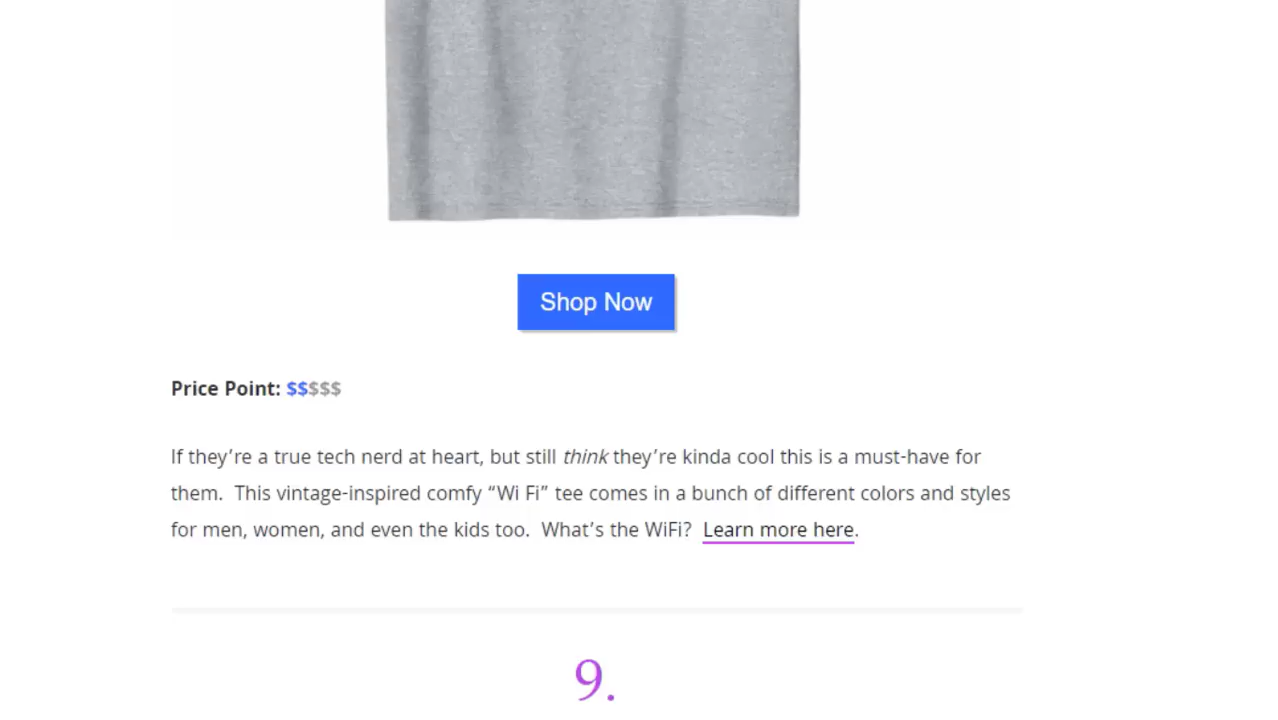 Shop Now
Price Point: $$$$$
If they’re a true tech nerd at heart, but still think they’re kinda cool this is a must-have for
them.  This vintage-inspired comfy “Wi Fi” tee comes in a bunch of different colors and styles
for men, women, and even the kids too.  What’s the WiFi?  Learn more here.
9.